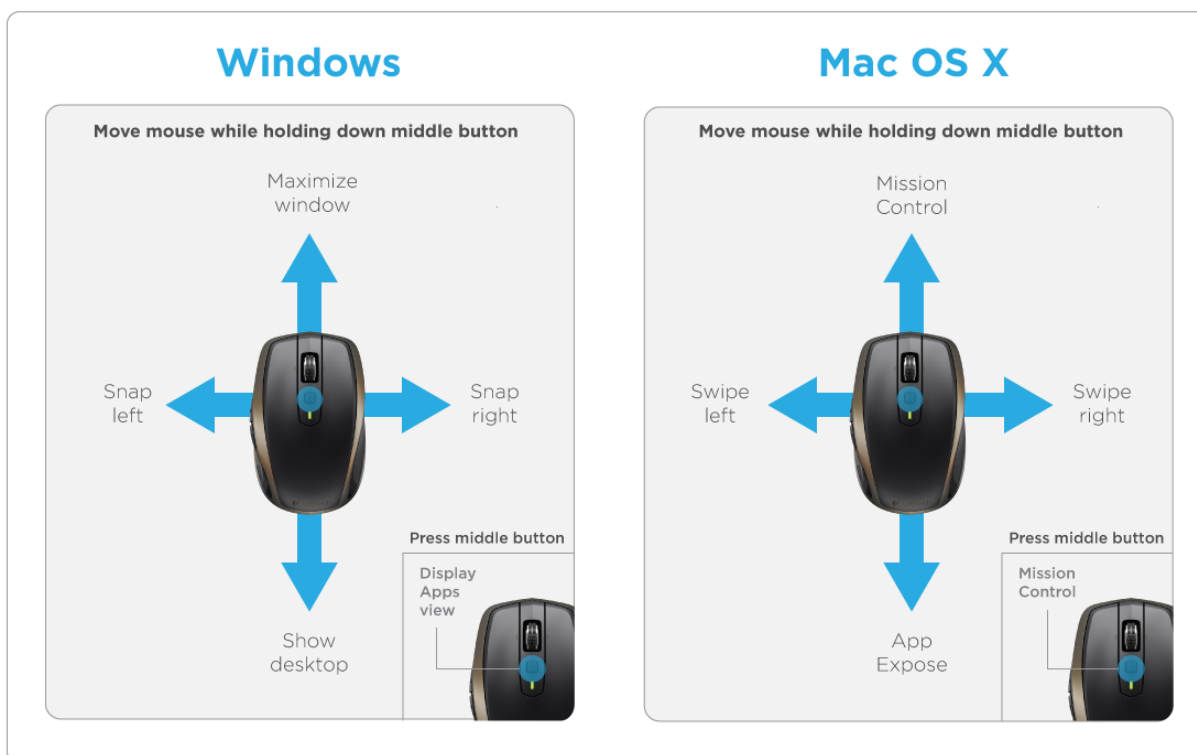 Windows
Move mouse while holding down middle button
Maximize
window
Snap
left
Snap
right
Show
desktop
Press middle button
Display
Apps
view
Mac OS X
Move mouse while holding down middle button
Mission
Control
Swipe
left
Swipe
right
App
Expose
Press middle button
Mission
Control